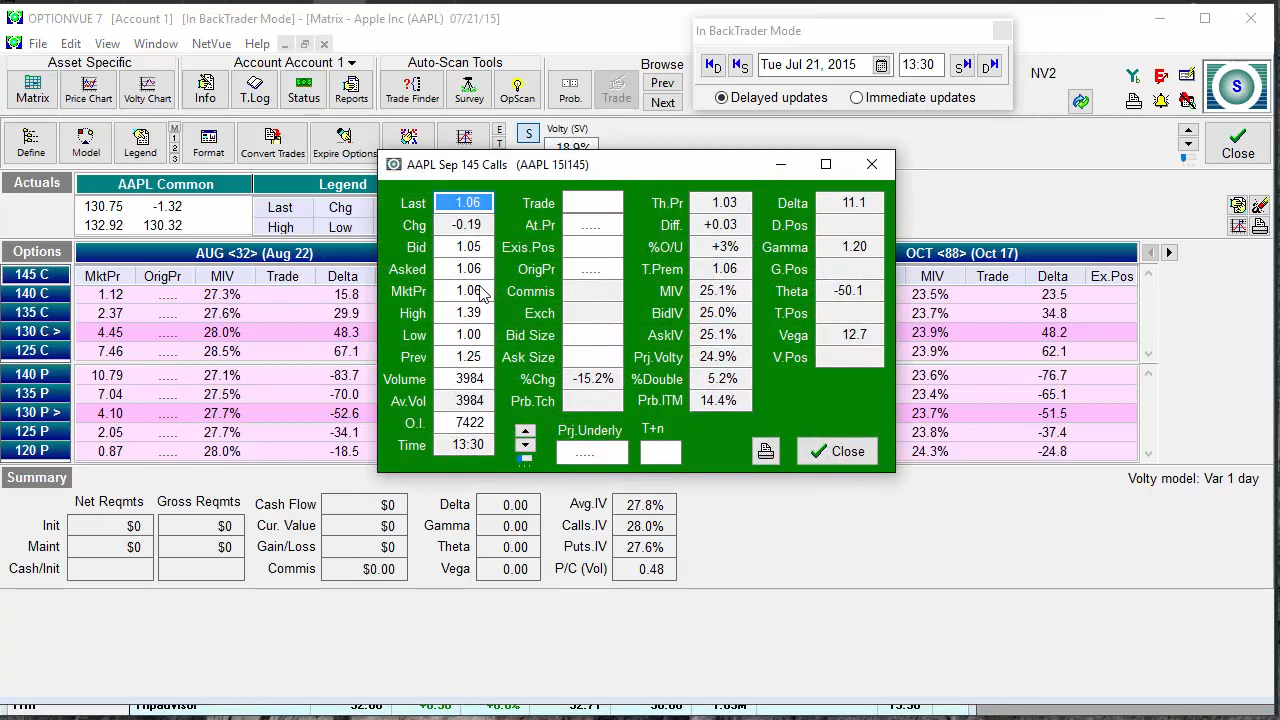 OPTIONVUE 7 [Account 1] [In BackTrader Mode] - [Matrix - Apple Inc (AAPL) 07/21/15]
File Edit View Window NetVue Help
In BackTrader Mode
D S Tue Jul 21, 2015 13:30 S D
Delayed updates Immediate updates
NV2
Asset Specific
Matrix Price Chart Volty Chart
Account Account 1
Info T.Log Status Reports
Auto-Scan Tools
Trade Finder Survey OpScan Prob. Trade
Browse
Prev
Next
S
Define Model Legend M 1 2 3 Format Convert Trades Expire Options E T S
Volty (SV)
18.9%
Close
Actuals AAPL Common Legend
130.75 -1.32 Last Chg
132.92 130.32 High Low
Options AUG <32> (Aug 22) OCT <88> (Oct 17)
145 C MktPr OrigPr MIV Trade Delta MIV Trade Delta Ex.Pos
140 C 1.12 ..... 27.3% 15.8 23.5% 23.5
135 C 2.37 ..... 27.6% 29.9 23.7% 34.8
130 C > 4.45 ..... 28.0% 48.3 23.9% 48.2
125 C 7.46 ..... 28.5% 67.1 23.9% 62.1
140 P 10.79 ..... 27.1% -83.7 23.6% -76.7
135 P 7.04 ..... 27.5% -70.0 23.7% -65.1
130 P > 4.10 ..... 27.7% -52.6 23.7% -51.5
125 P 2.05 ..... 27.7% -34.1 23.8% -37.4
120 P 0.87 ..... 28.0% -18.5 24.3% -24.8
AAPL Sep 145 Calls (AAPL 15I145)
Last 1.06 Trade Th.Pr 1.03 Delta 11.1
Chg -0.19 At.Pr ..... Diff. +0.03 D.Pos
Bid 1.05 Exis.Pos %O/U +3% Gamma 1.20
Asked 1.06 OrigPr ..... T.Prem 1.06 G.Pos
MktPr 1.06 Commis MIV 25.1% Theta -50.1
High 1.39 Exch BidIV 25.0% T.Pos
Low 1.00 Bid Size AskIV 25.1% Vega 12.7
Prev 1.25 Ask Size Prj.Volty 24.9% V.Pos
Volume 3984 %Chg -15.2% %Double 5.2%
Av.Vol 3984 Prb.Tch Prb.ITM 14.4%
O.I. 7422 Prj.Underly T+n
Time 13:30 ..... Close
Summary
Volty model: Var 1 day
Net Reqmts Gross Reqmts Cash Flow $0 Delta 0.00 Avg.IV 27.8%
Init $0 $0 Cur. Value $0 Gamma 0.00 Calls.IV 28.0%
Maint $0 $0 Gain/Loss $0 Theta 0.00 Puts.IV 27.6%
Cash/Init Commis $0.00 Vega 0.00 P/C (Vol) 0.48